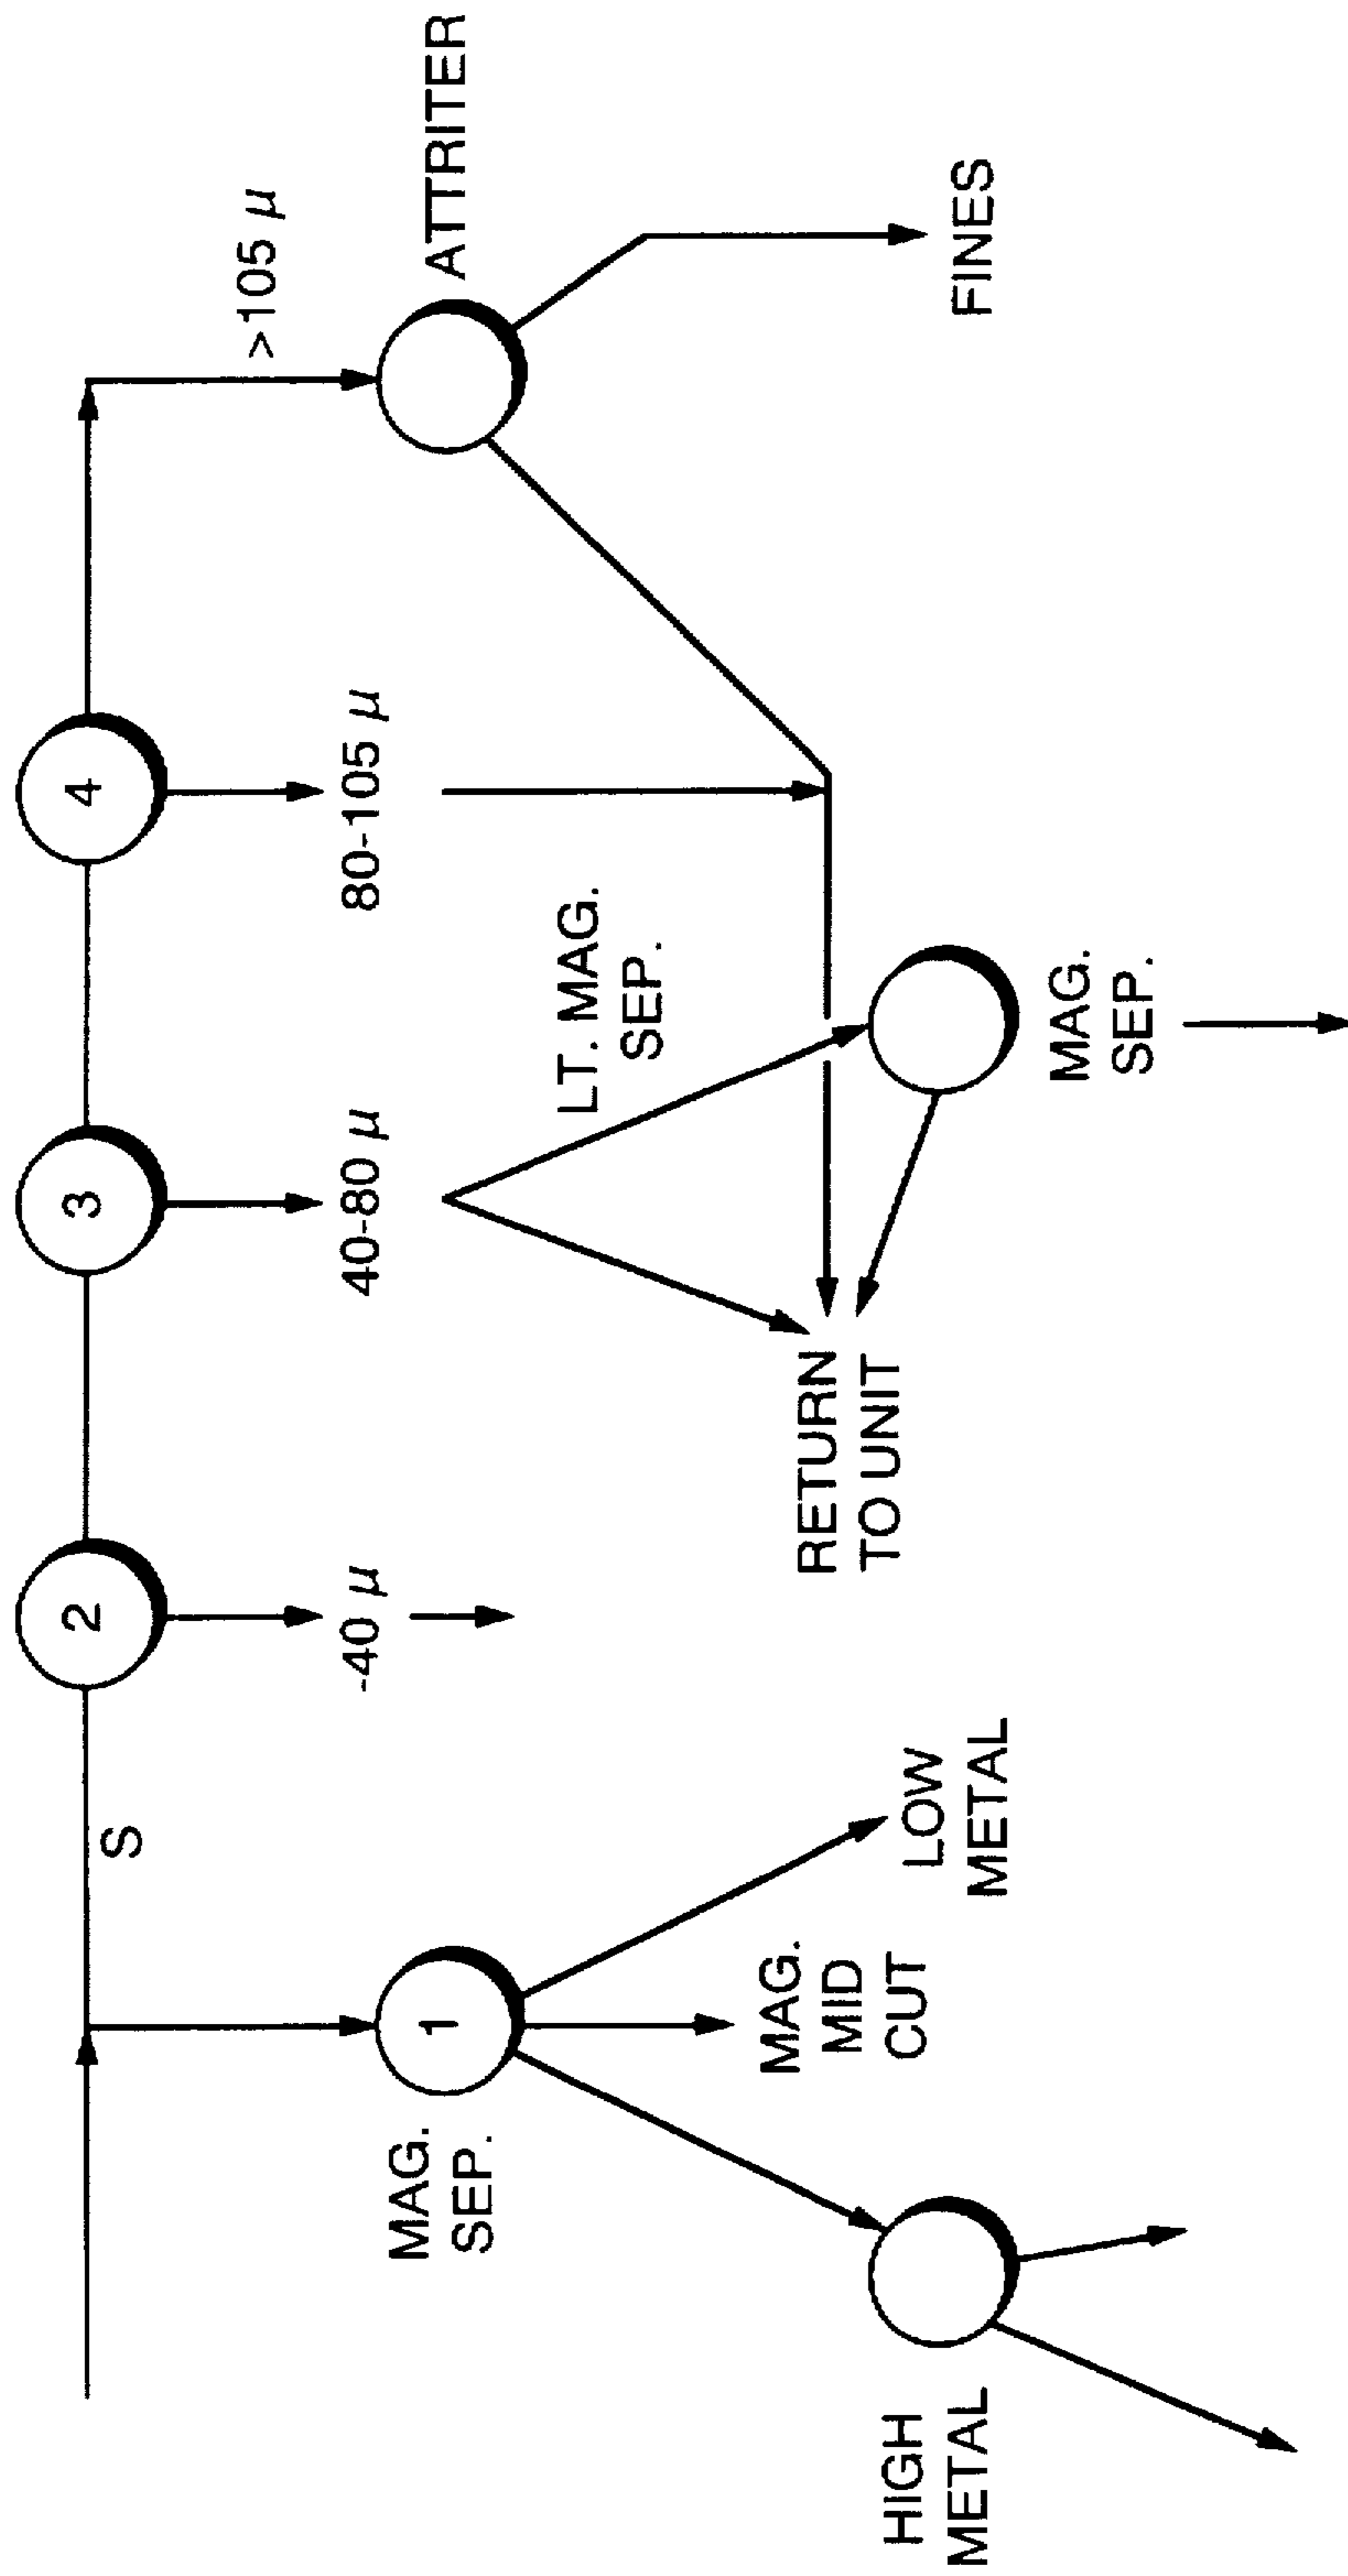 S
2
3
4
>105 μ
MAG.
SEP.
1
-40 μ
40-80 μ
80-105 μ
ATTRITER
LT. MAG.
SEP.
MAG.
MID
CUT
HIGH
METAL
LOW
METAL
RETURN
TO UNIT
MAG.
SEP.
FINES